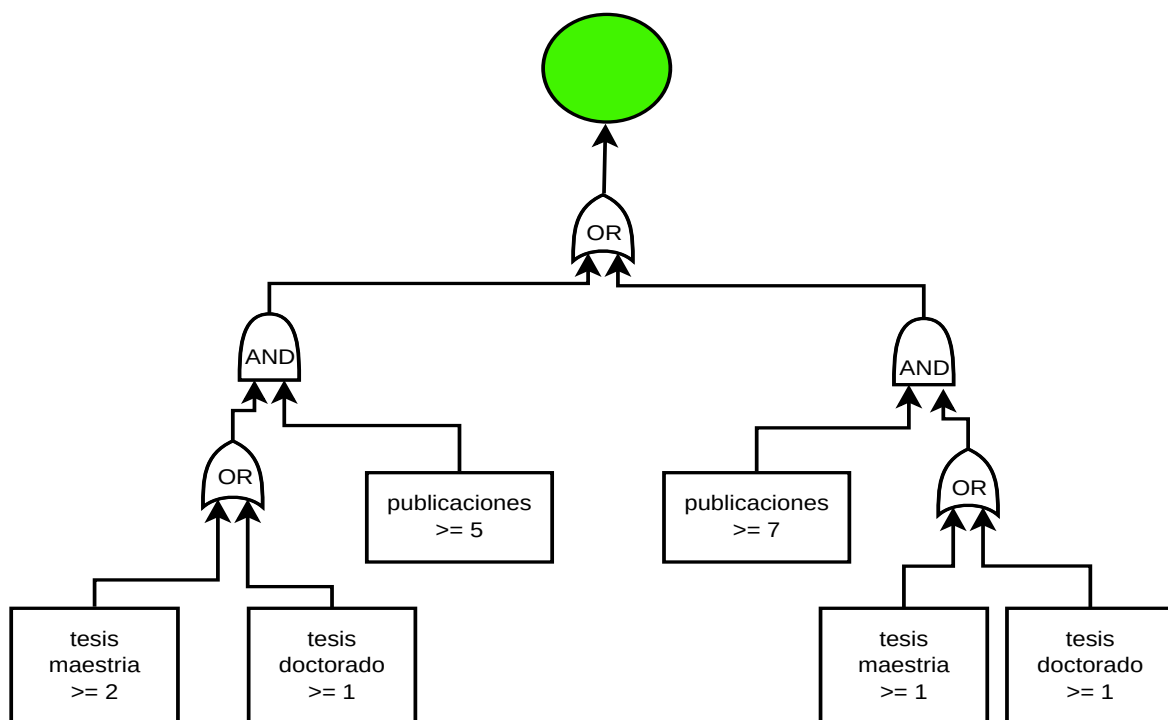 OR
AND
AND
OR
publicaciones
>= 5
publicaciones
>= 7
OR
tesis
maestria
>= 2
tesis
doctorado
>= 1
tesis
maestria
>= 1
tesis
doctorado
>= 1